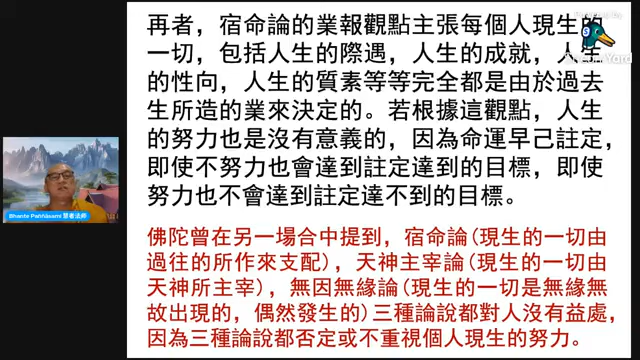 再者，宿命論的業報觀點主張每個人現生的
一切，包括人生的際遇，人生的成就，人生
的性向，人生的質素等等完全都是由於過去
生所造的業來決定的。若根據這觀點，人生
的努力也是沒有意義的，因為命運早己註定，
即使不努力也會達到註定達到的目標，即使
努力也不會達到註定達不到的目標。
佛陀曾在另一場合中提到，宿命論(現生的一切由
過往的所作來支配)，天神主宰論(現生的一切由
天神所主宰)，無因無緣論(現生的一切是無緣無
故出現的，偶然發生的)三種論說都對人沒有益處，
因為三種論說都否定或不重視個人現生的努力。
Bhante Paññāsami 慧者法師